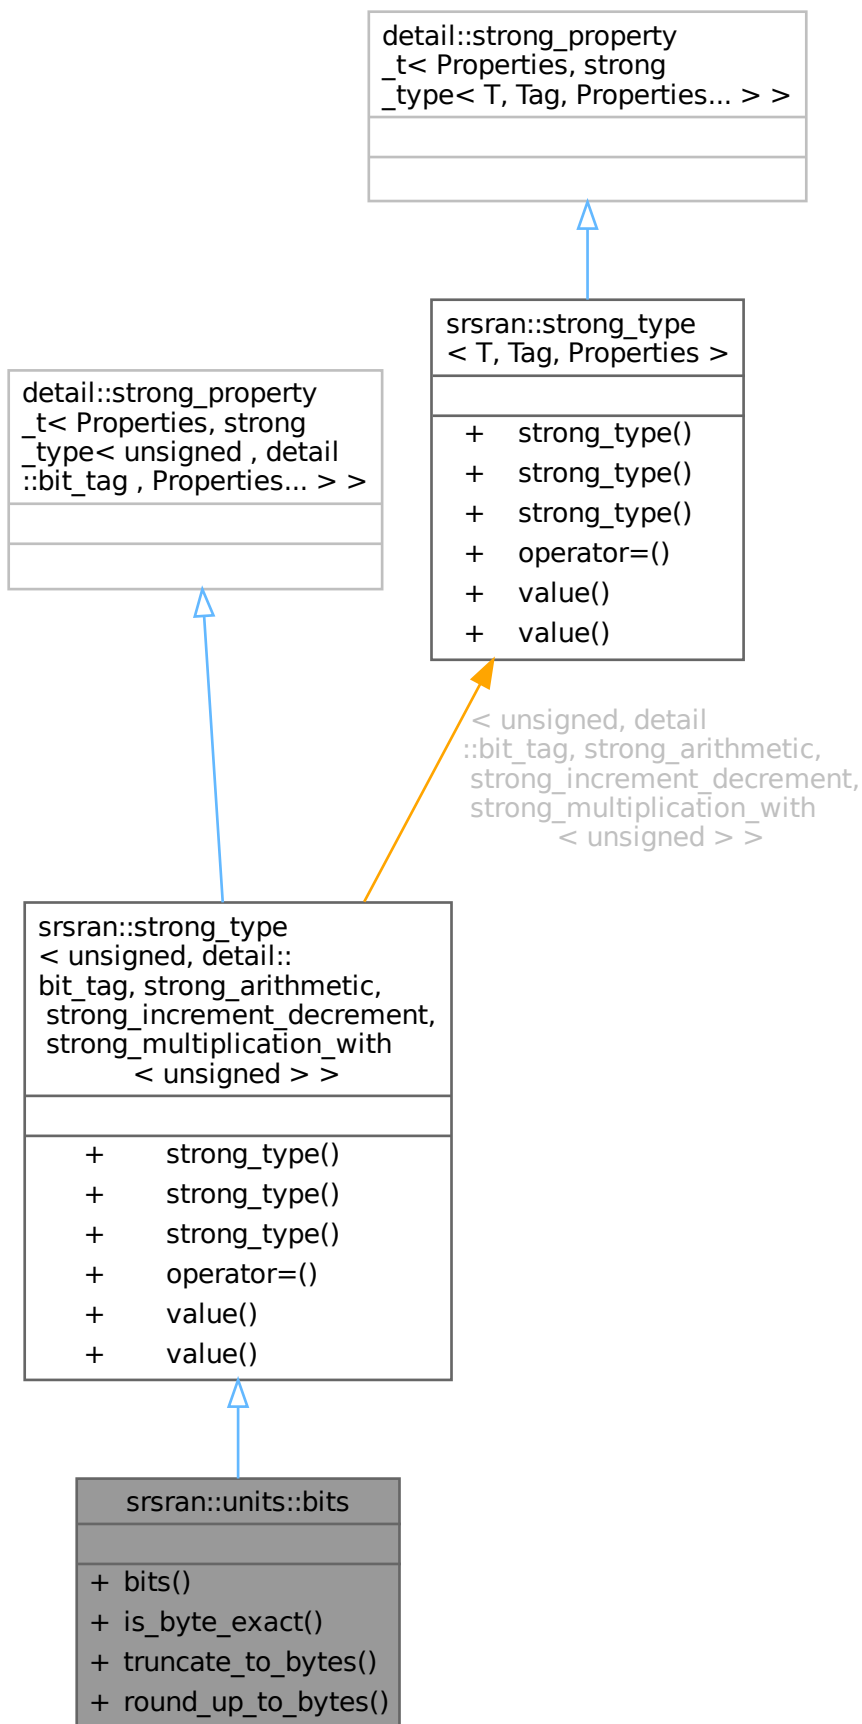 detail::strong_property
_t< Properties, strong
_type< T, Tag, Properties... > >
srsran::strong_type
< T, Tag, Properties >
+ strong_type()
+ strong_type()
+ strong_type()
+ operator=()
+ value()
+ value()
detail::strong_property
_t< Properties, strong
_type< unsigned , detail
::bit_tag , Properties... > >
< unsigned, detail
::bit_tag, strong_arithmetic,
strong_increment_decrement,
strong_multiplication_with
< unsigned > >
srsran::strong_type
< unsigned, detail::
bit_tag, strong_arithmetic,
strong_increment_decrement,
strong_multiplication_with
< unsigned > >
+ strong_type()
+ strong_type()
+ strong_type()
+ operator=()
+ value()
+ value()
srsran::units::bits
+ bits()
+ is_byte_exact()
+ truncate_to_bytes()
+ round_up_to_bytes()